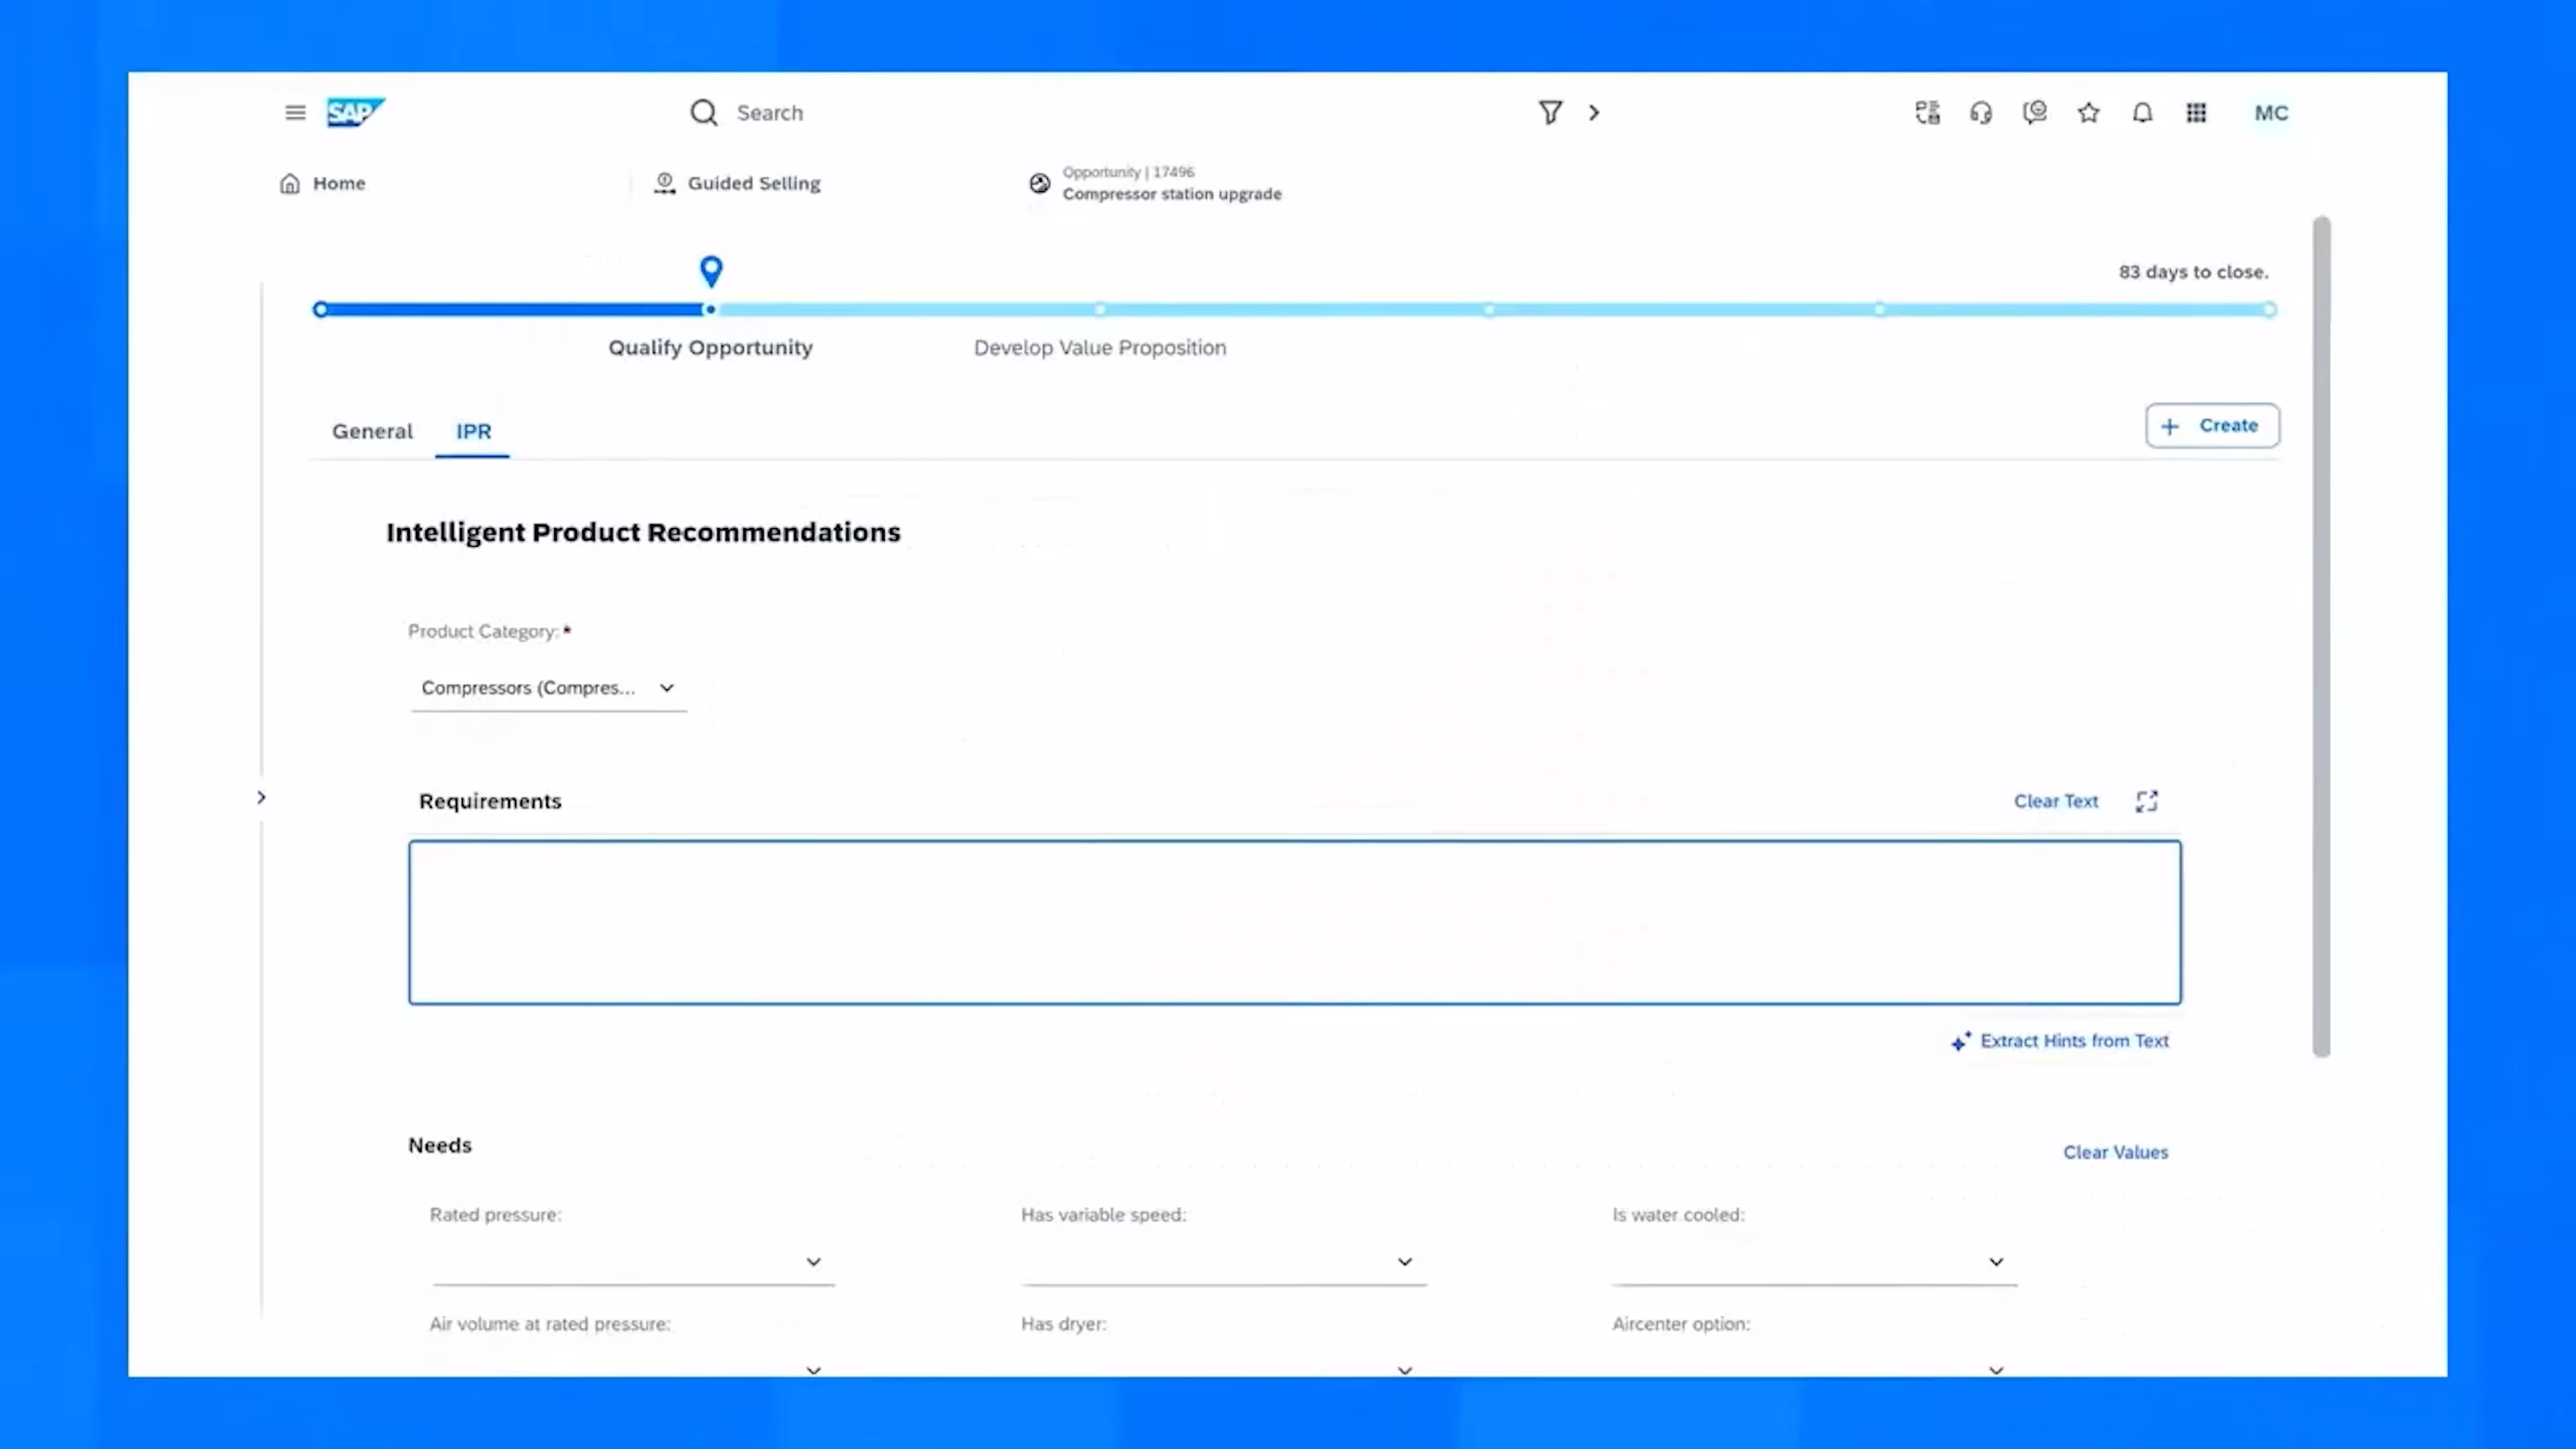 SAP
Search
MC
Home
Guided Selling
Opportunity | 17496
Compressor station upgrade
83 days to close.
Qualify Opportunity
Develop Value Proposition
General
IPR
Create
Intelligent Product Recommendations
Product Category:*
Compressors (Compres...
Requirements
Clear Text
Extract Hints from Text
Needs
Clear Values
Rated pressure:
Has variable speed:
Is water cooled:
Air volume at rated pressure:
Has dryer:
Aircenter option: